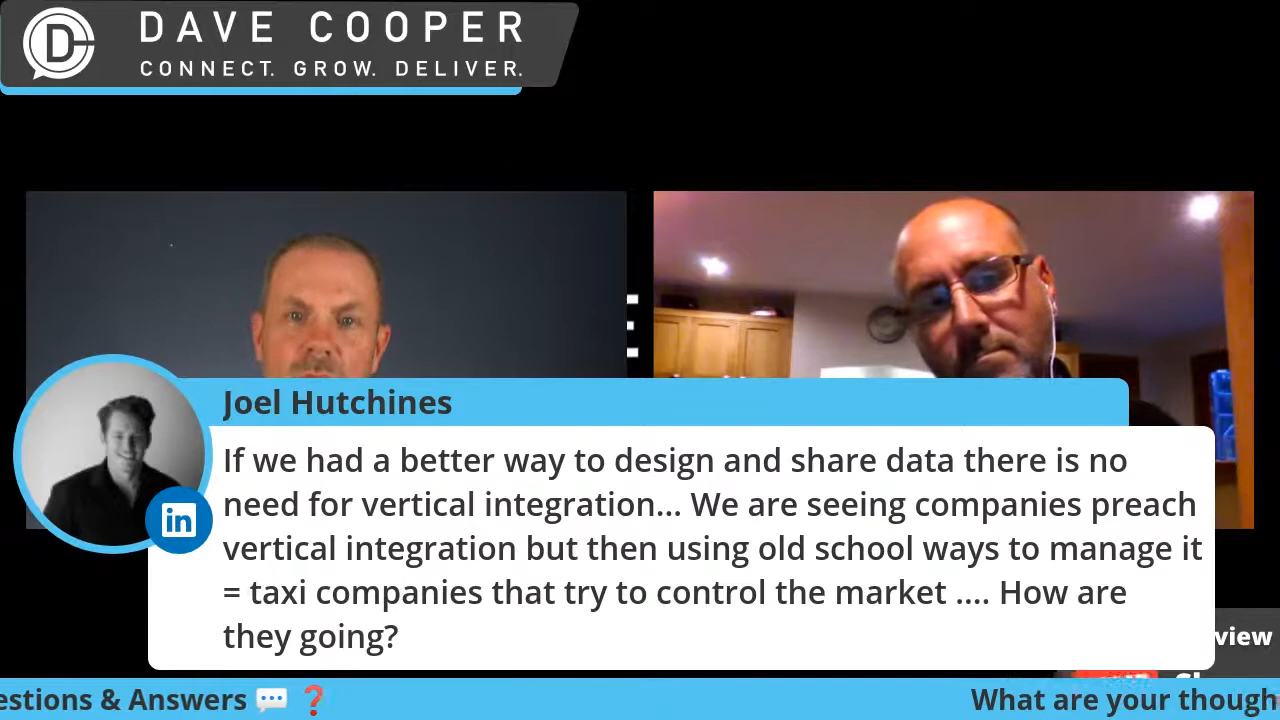 DAVE COOPER
CONNECT. GROW. DELIVER.
Joel Hutchines
If we had a better way to design and share data there is no
need for vertical integration... We are seeing companies preach
vertical integration but then using old school ways to manage it
= taxi companies that try to control the market .... How are
they going?
view
estions & Answers 💬 ❓
What are your though